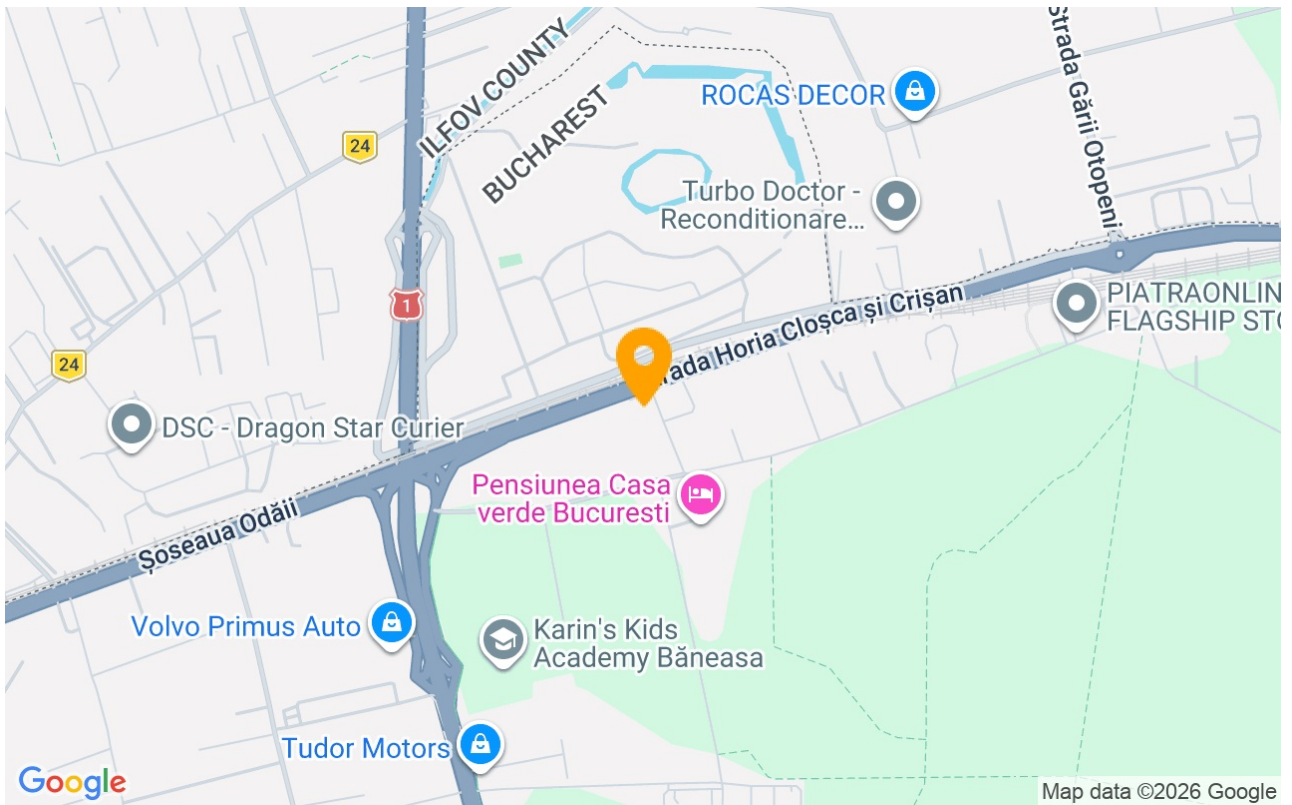 ILFOV COUNTY
BUCHAREST
Strada Gării Otopeni
ROCAS DECOR
24
Turbo Doctor -
Reconditionare...
1
PIATRAONLIN
FLAGSHIP STO
rada Horia Cloșca și Crișan
24
DSC - Dragon Star Curier
Pensiunea Casa
verde Bucuresti
Șoseaua Odăii
Volvo Primus Auto
Karin's Kids
Academy Băneasa
Tudor Motors
Google
Map data ©2026 Google